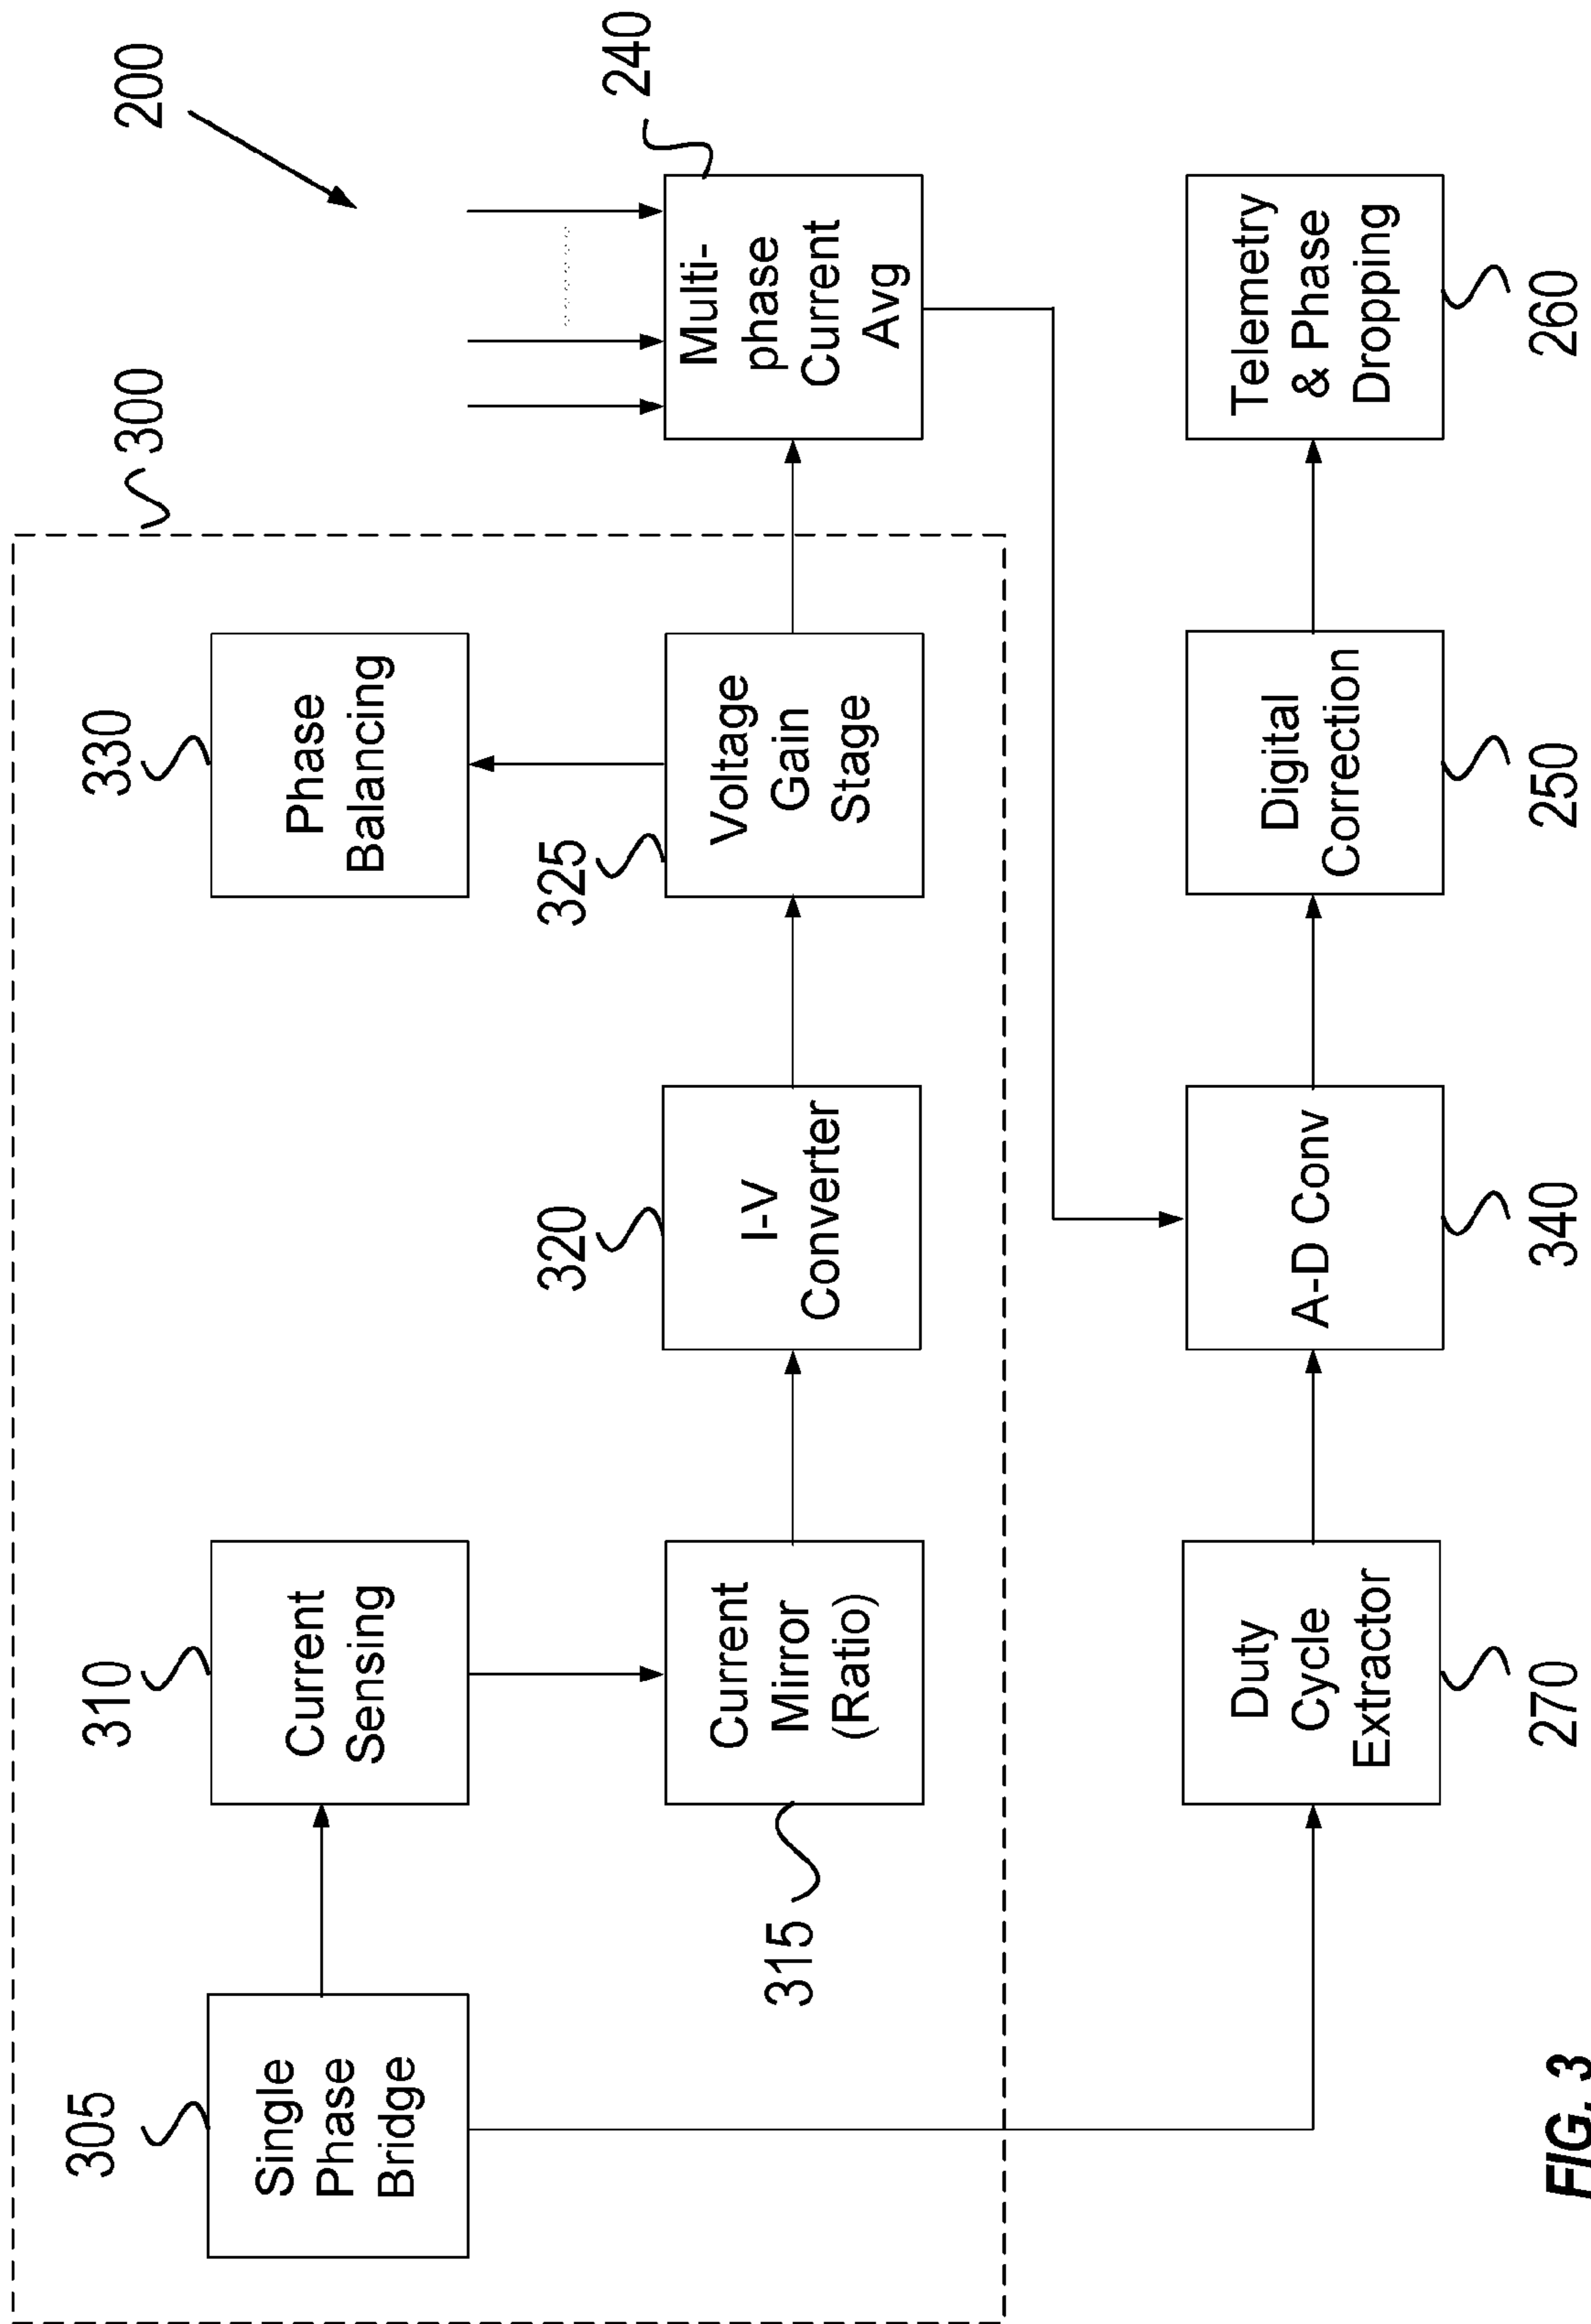 200
300
305
Single
Phase
Bridge
310
Current
Sensing
330
Phase
Balancing
315
Current
Mirror
(Ratio)
320
I-V
Converter
325
Voltage
Gain
Stage
240
Multi-
phase
Current
Avg
Duty
Cycle
Extractor
270
A-D Conv
340
Digital
Correction
250
Telemetry
& Phase
Dropping
260
FIG. 3